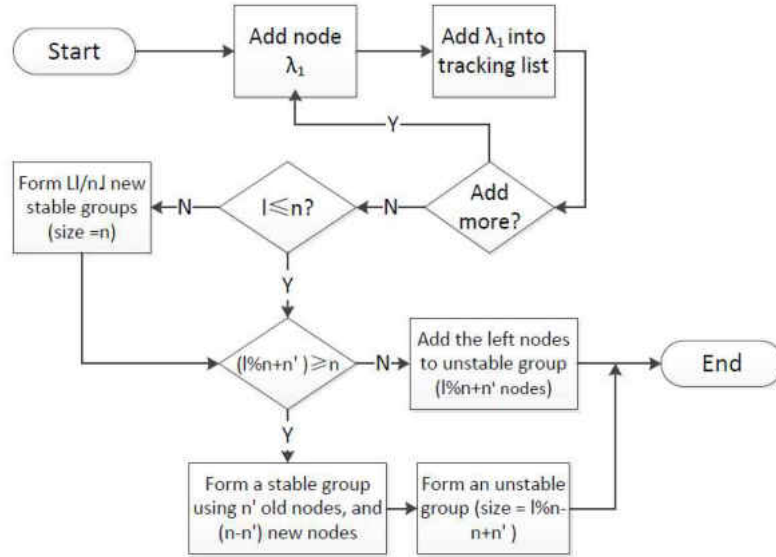 Start
Add node
λ₁
Add λ₁ into
tracking list
Y
Add
more?
N
l⩽n?
N
Form ⌊l/n⌋ new
stable groups
(size =n)
Y
(l%n+n' )⩾n
N
Add the left nodes
to unstable group
(l%n+n' nodes)
End
Y
Form a stable group
using n' old nodes, and
(n-n') new nodes
Form an unstable
group (size = l%n-
n+n' )